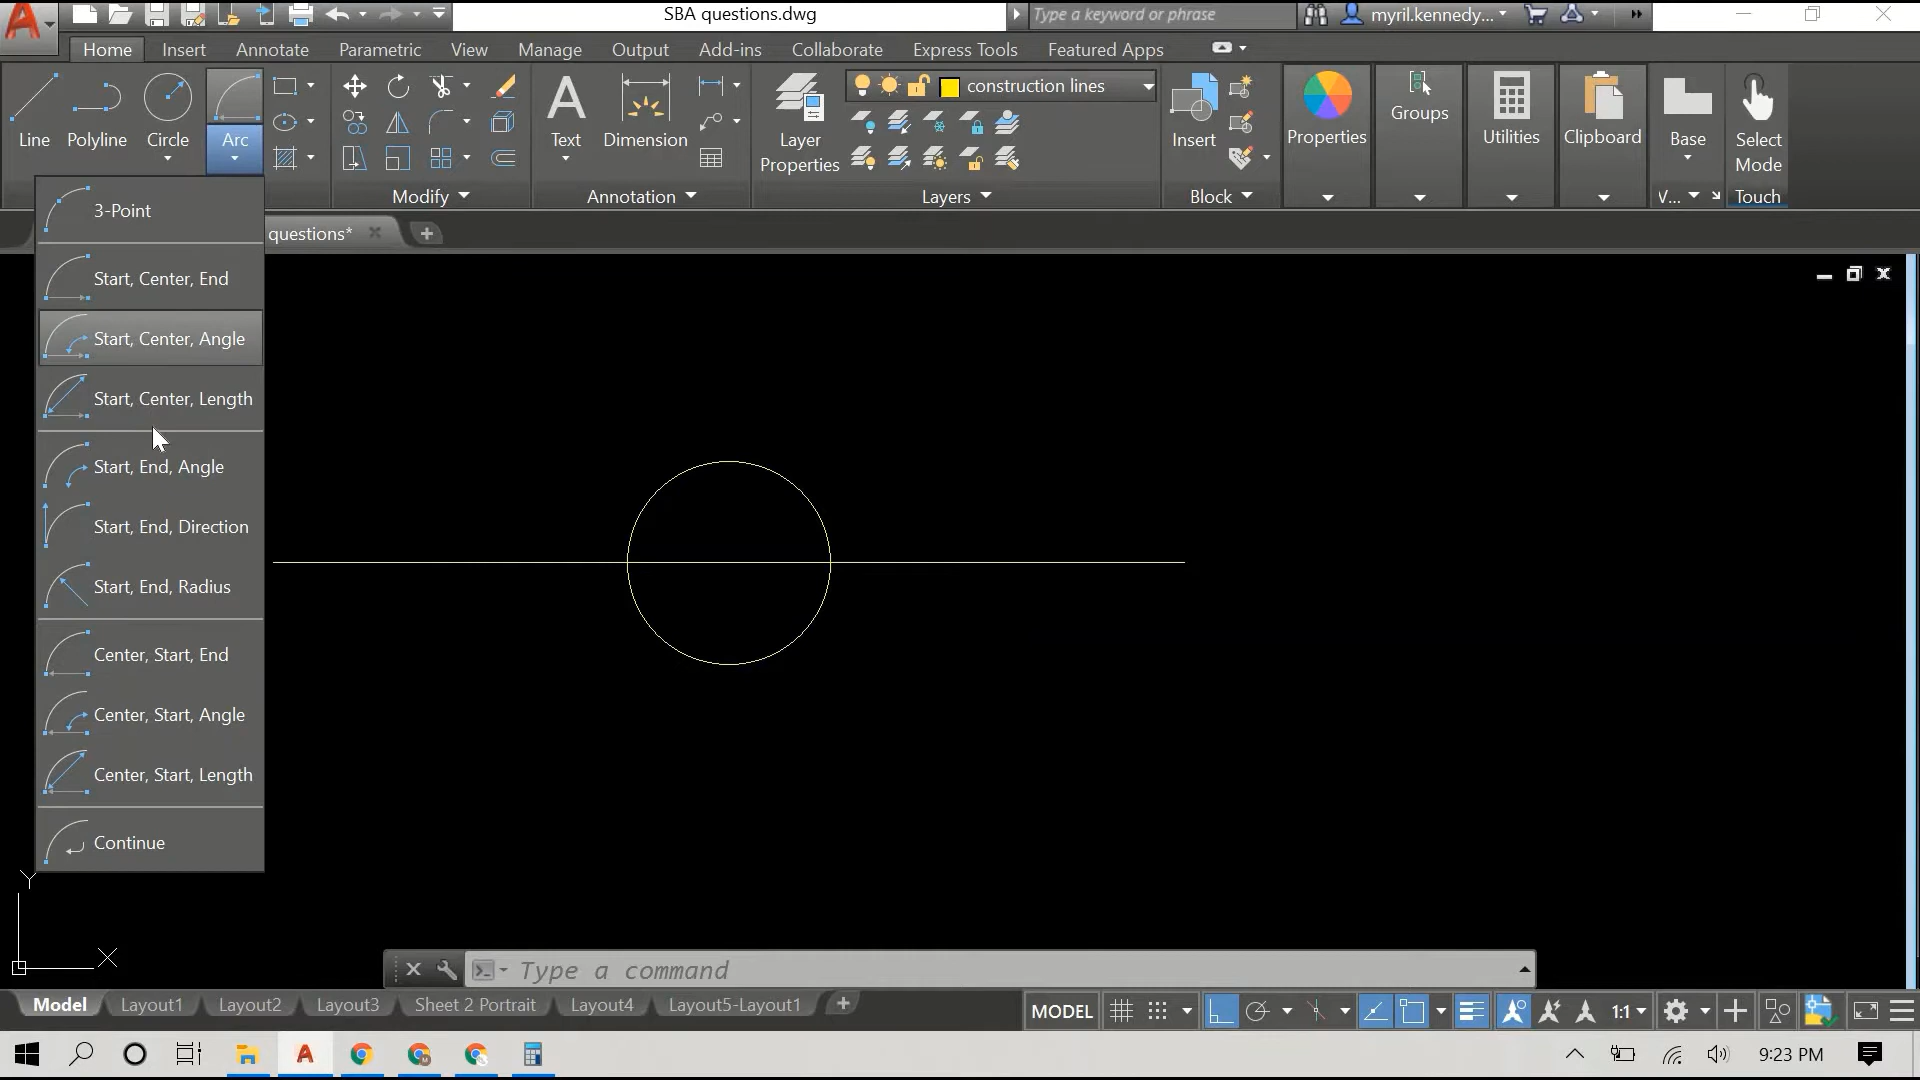 SBA questions.dwg
Type a keyword or phrase
myril.kennedy...
Home Insert Annotate Parametric View Manage Output Add-ins Collaborate Express Tools Featured Apps
Line Polyline Circle Arc
Text Dimension
Layer Properties
construction lines
Insert
Properties
Groups
Utilities
Clipboard
Base
Select Mode
Modify
Annotation
Layers
Block
V...
Touch
questions*
3-Point
Start, Center, End
Start, Center, Angle
Start, Center, Length
Start, End, Angle
Start, End, Direction
Start, End, Radius
Center, Start, End
Center, Start, Angle
Center, Start, Length
Continue
Y
X
Type a command
Model Layout1 Layout2 Layout3 Sheet 2 Portrait Layout4 Layout5-Layout1
MODEL
1:1
9:23 PM